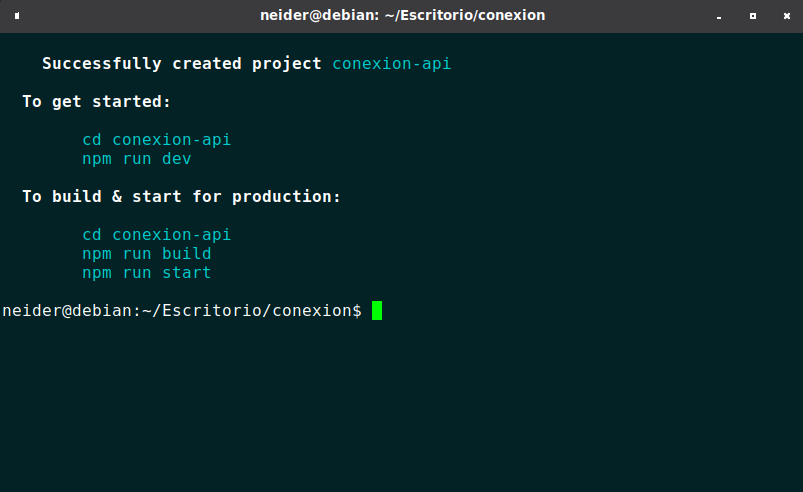 neider@debian: ~/Escritorio/conexion
Successfully created project conexion-api
To get started:
cd conexion-api
npm run dev
To build & start for production:
cd conexion-api
npm run build
npm run start
neider@debian:~/Escritorio/conexion$